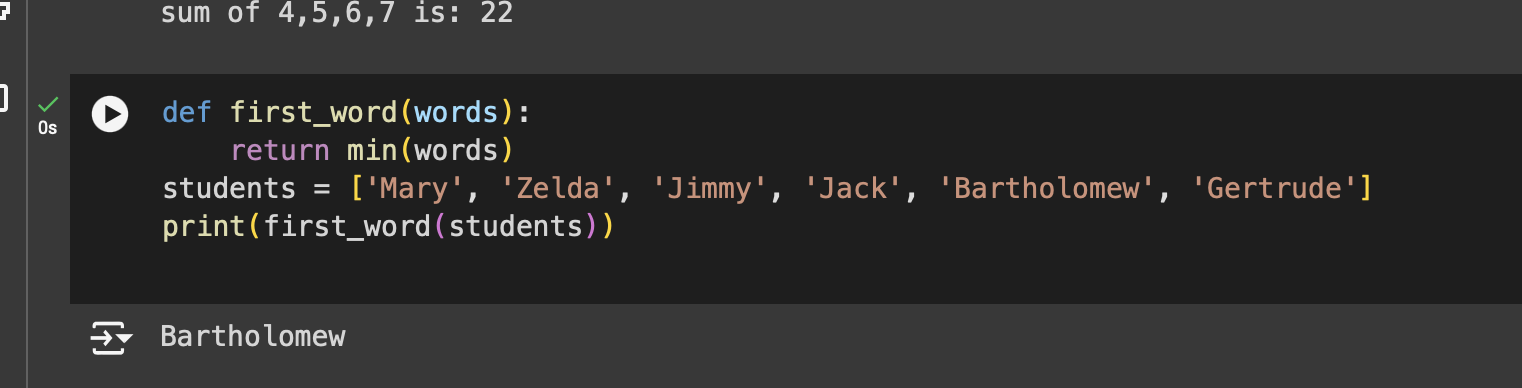 sum of 4,5,6,7 is: 22
0s
def first_word(words):
    return min(words)
students = ['Mary', 'Zelda', 'Jimmy', 'Jack', 'Bartholomew', 'Gertrude']
print(first_word(students))
Bartholomew